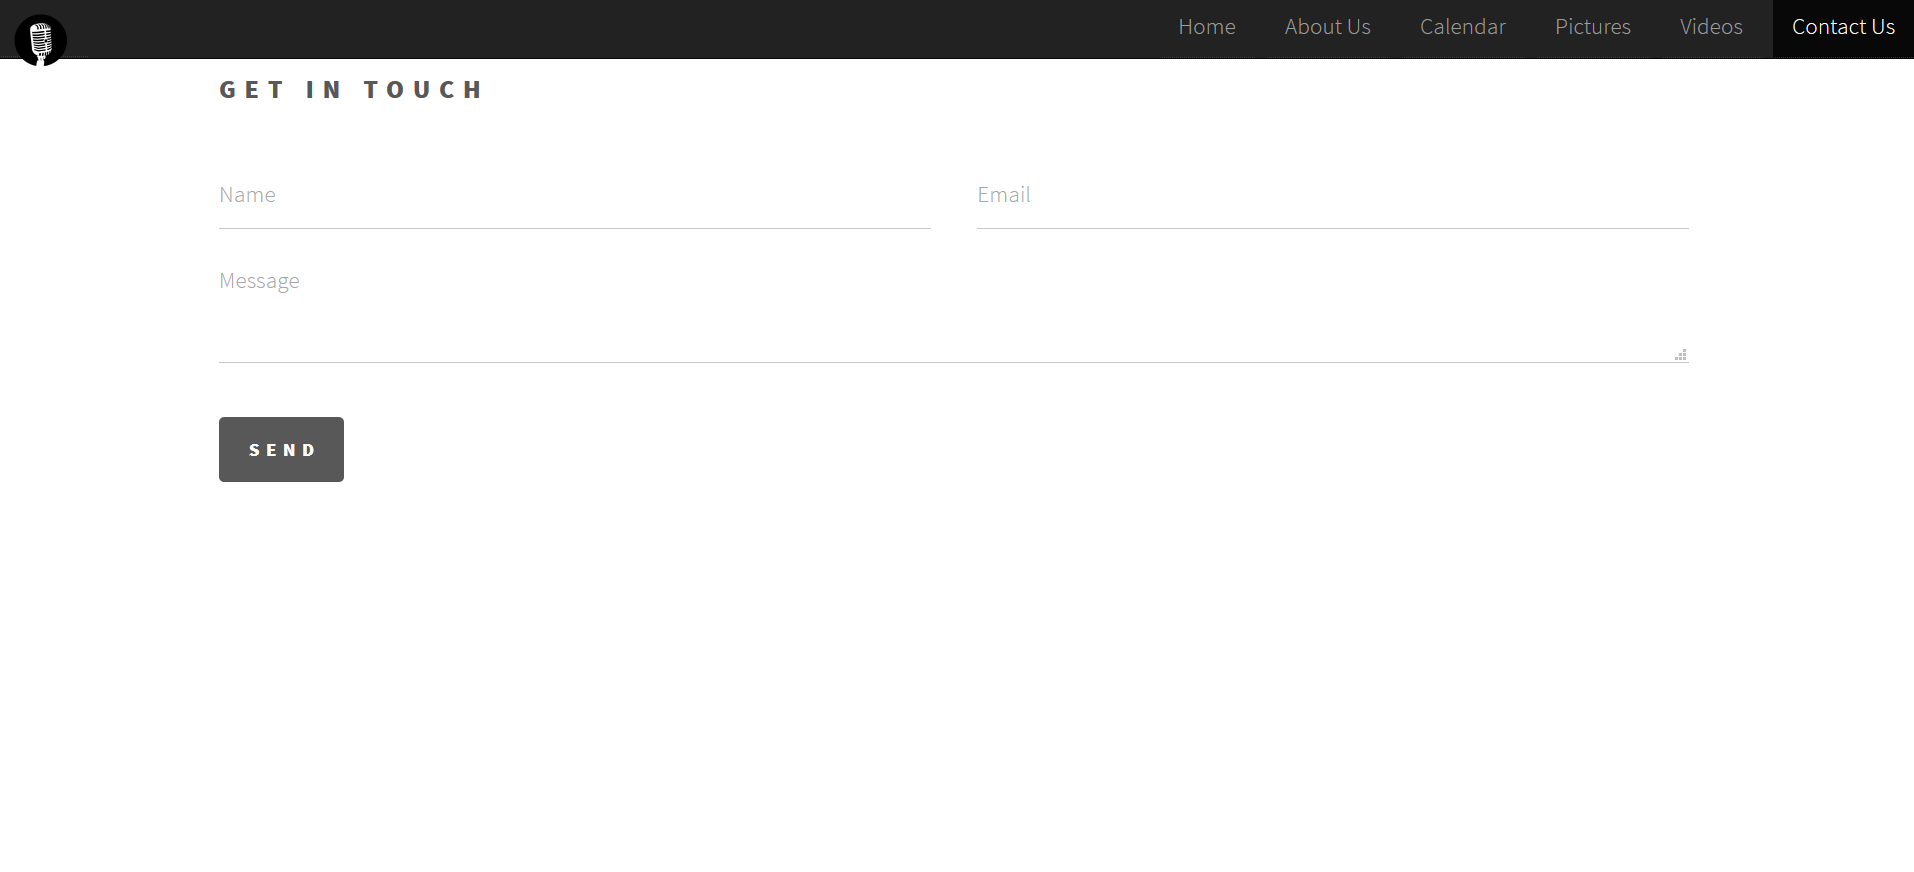 Home About Us Calendar Pictures Videos Contact Us
GET IN TOUCH
Name Email
Message
SEND